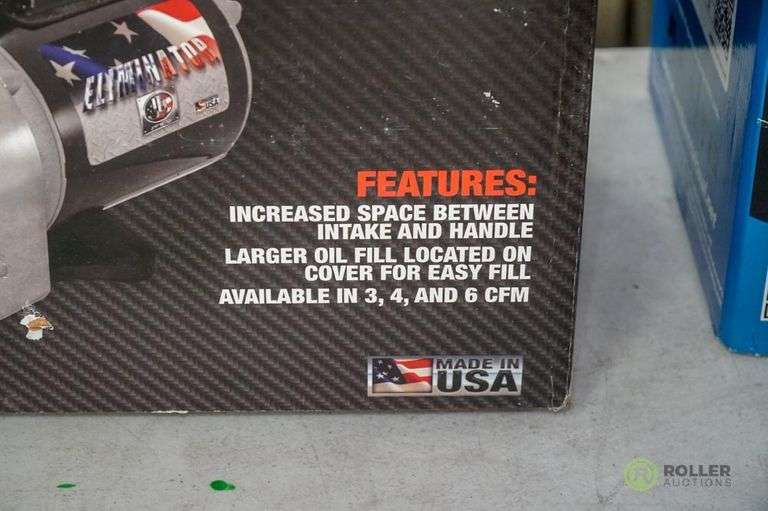 ELYMINATOR
FEATURES:
INCREASED SPACE BETWEEN
INTAKE AND HANDLE
LARGER OIL FILL LOCATED ON
COVER FOR EASY FILL
AVAILABLE IN 3, 4, AND 6 CFM
MADE IN
USA
ROLLER
AUCTIONS